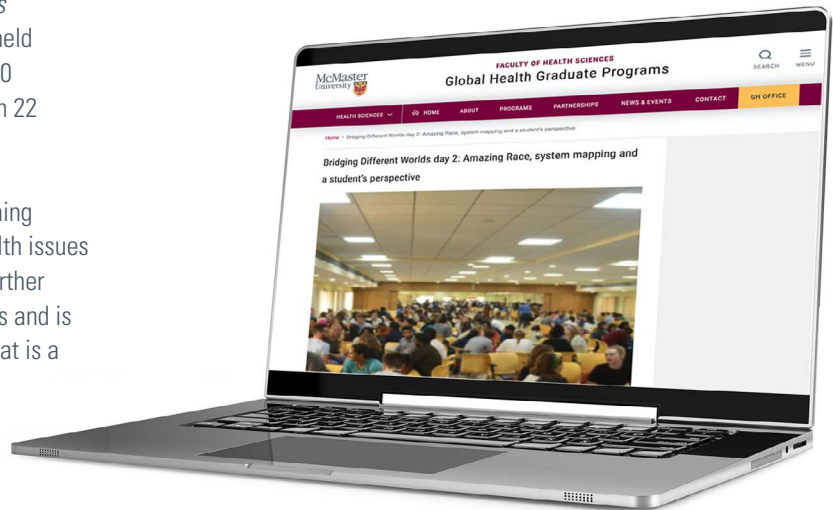 s
held
0
n 22
ning
lth issues
rther
s and is
at is a
McMaster
University
FACULTY OF HEALTH SCIENCES
Global Health Graduate Programs
SEARCH
MENU
HEALTH SCIENCES
HOME
ABOUT
PROGRAMS
PARTNERSHIPS
NEWS & EVENTS
CONTACT
GH OFFICE
Home • Bridging Different Worlds day 2: Amazing Race, system mapping and a student's perspective
Bridging Different Worlds day 2: Amazing Race, system mapping and
a student's perspective